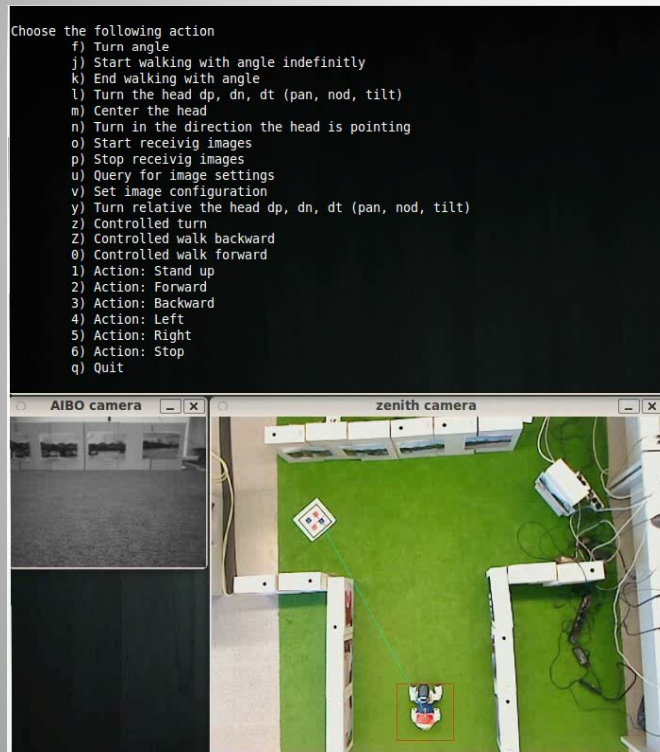 Choose the following action
f) Turn angle
j) Start walking with angle indefinitly
k) End walking with angle
l) Turn the head dp, dn, dt (pan, nod, tilt)
m) Center the head
n) Turn in the direction the head is pointing
o) Start receivig images
p) Stop receivig images
u) Query for image settings
v) Set image configuration
y) Turn relative the head dp, dn, dt (pan, nod, tilt)
z) Controlled turn
Z) Controlled walk backward
0) Controlled walk forward
1) Action: Stand up
2) Action: Forward
3) Action: Backward
4) Action: Left
5) Action: Right
6) Action: Stop
q) Quit
AIBO camera
zenith camera